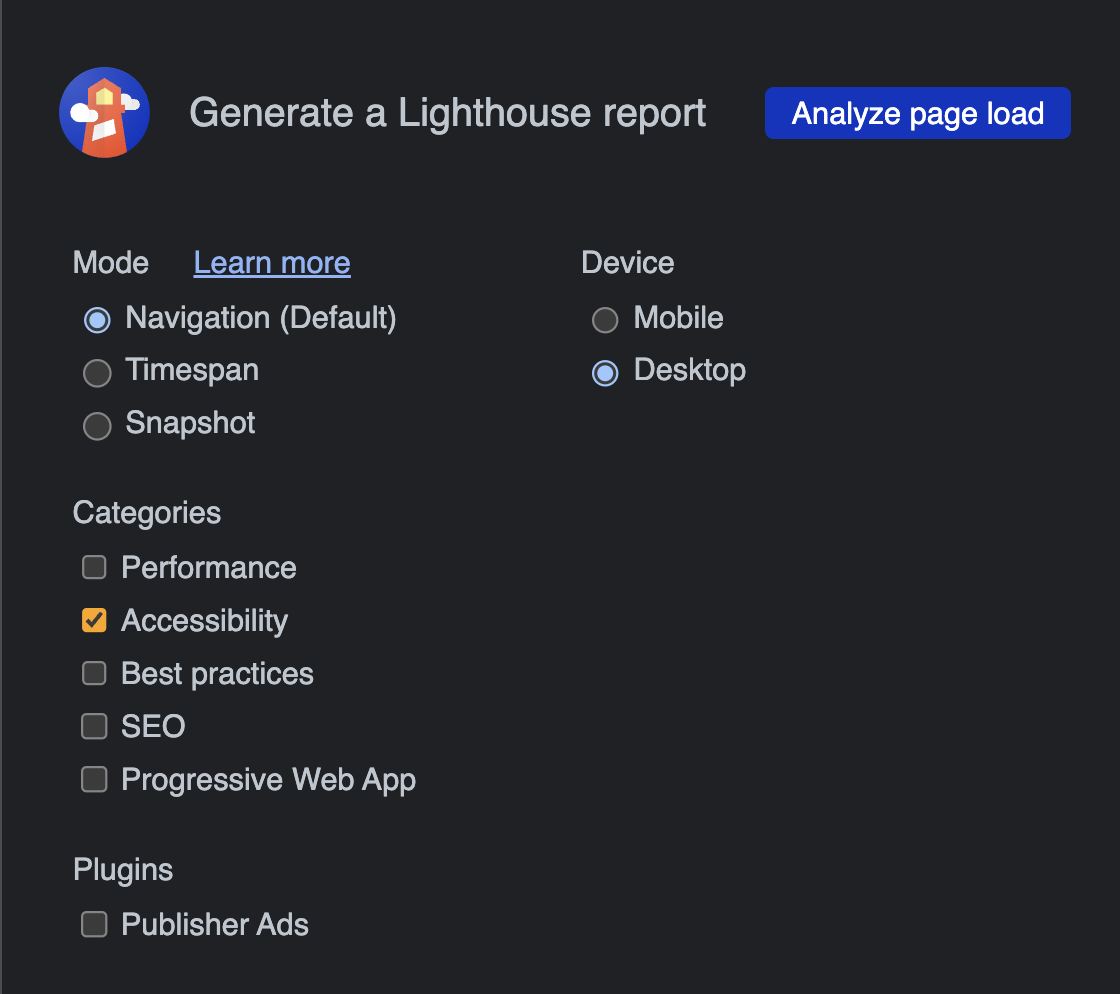 Generate a Lighthouse report
Analyze page load
Mode Learn more
Navigation (Default)
Timespan
Snapshot
Device
Mobile
Desktop
Categories
Performance
Accessibility
Best practices
SEO
Progressive Web App
Plugins
Publisher Ads